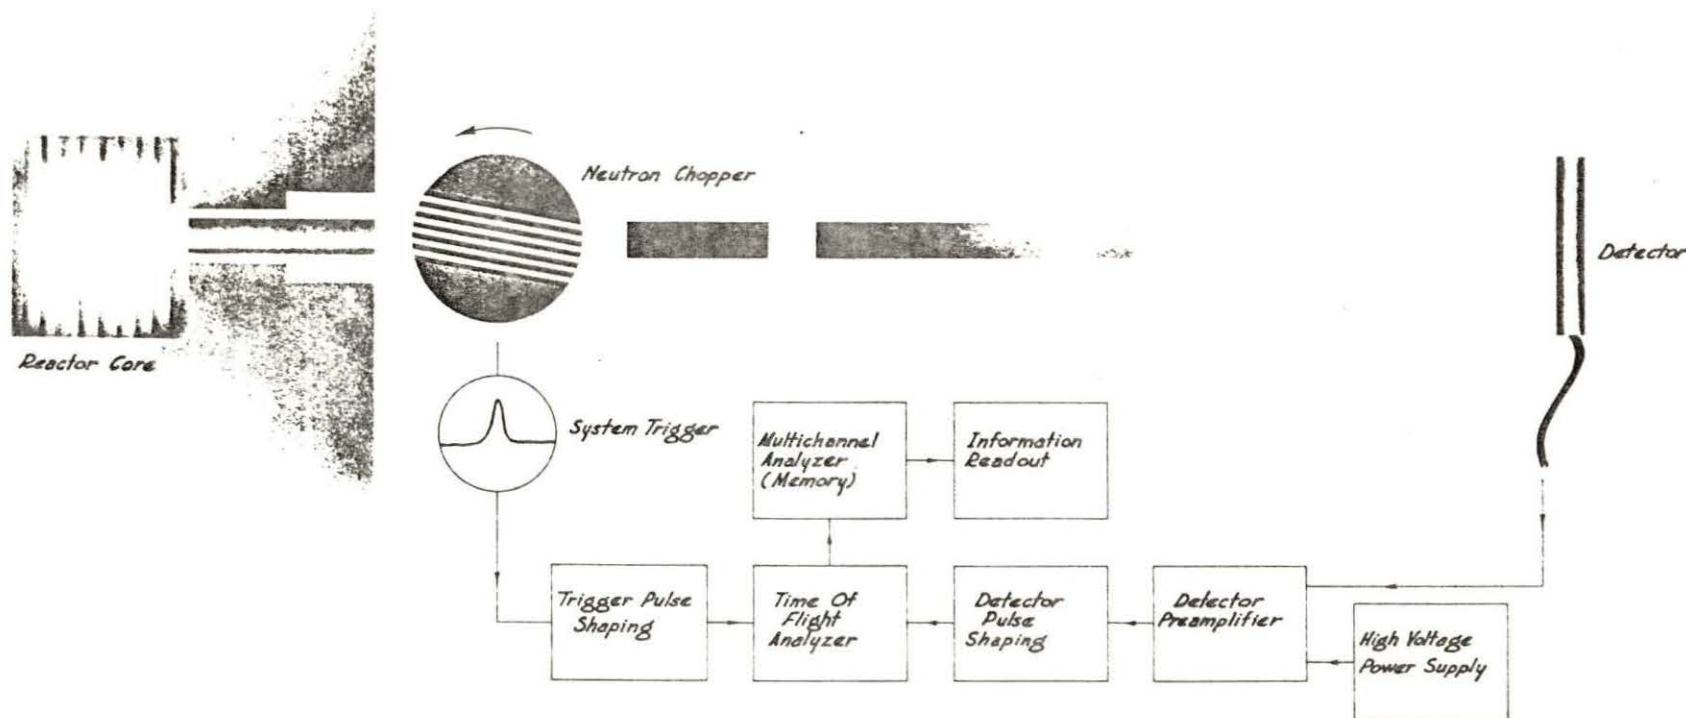 Neutron Chopper
Detector
Reactor Core
System Trigger
Multichannel
Analyzer
(Memory)
Information
Readout
Trigger Pulse
Shaping
Time Of
Flight
Analyzer
Detector
Pulse
Shaping
Detector
Preamplifier
High Voltage
Power Supply